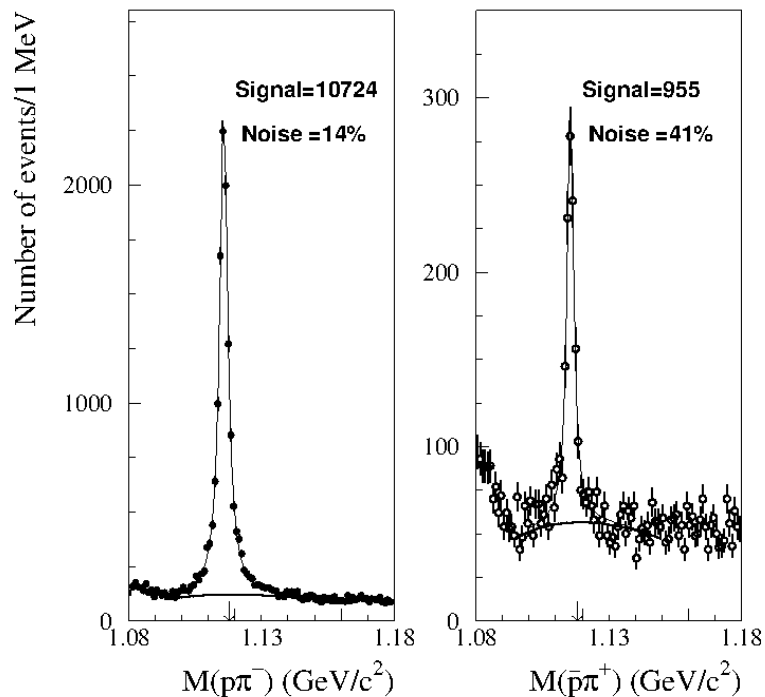 Number of events/1 MeV
Signal=10724
Noise =14%
2000
1000
0
1.08 1.13 1.18
M(pπ⁻) (GeV/c²)
Signal=955
Noise =41%
300
200
100
0
1.08 1.13 1.18
M(p̄π⁺) (GeV/c²)